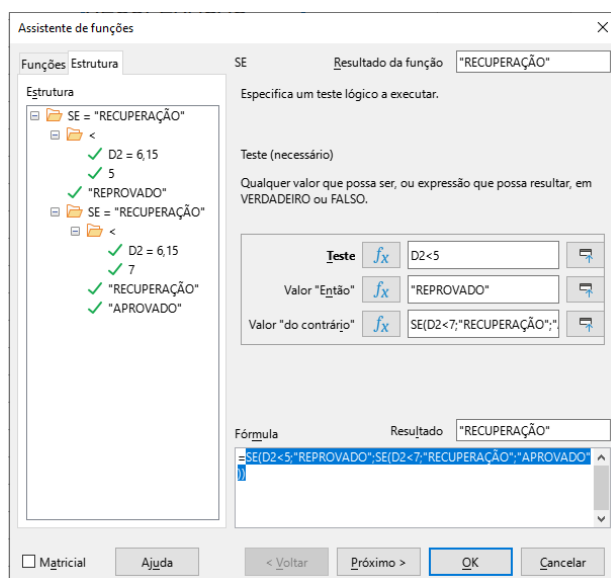 Assistente de funções
Funções Estrutura
SE Resultado da função "RECUPERAÇÃO"
Estrutura
SE = "RECUPERAÇÃO"
<
D2 = 6,15
5
"REPROVADO"
SE = "RECUPERAÇÃO"
<
D2 = 6,15
7
"RECUPERAÇÃO"
"APROVADO"
Especifica um teste lógico a executar.
Teste (necessário)
Qualquer valor que possa ser, ou expressão que possa resultar, em
VERDADEIRO ou FALSO.
Teste fx D2<5
Valor "Então" fx "REPROVADO"
Valor "do contrário" fx SE(D2<7;"RECUPERAÇÃO";"
Fórmula Resultado "RECUPERAÇÃO"
=SE(D2<5;"REPROVADO";SE(D2<7;"RECUPERAÇÃO";"APROVADO"
))
Matricial Ajuda < Voltar Próximo > OK Cancelar